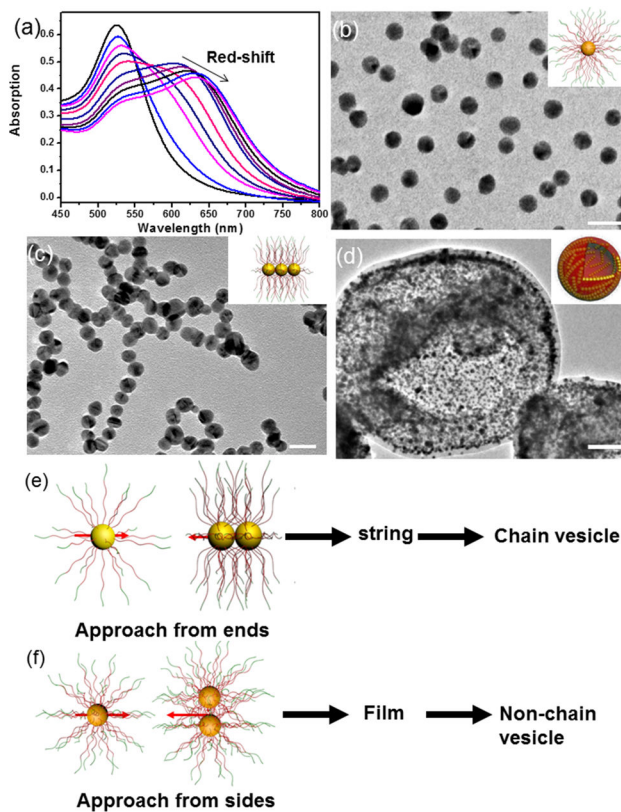 (a)
Red-shift
Absorption
0.6
0.5
0.4
0.3
0.2
0.1
0.0
450 500 550 600 650 700 750 800
Wavelength (nm)
(b)
(c)
(d)
(e)
string
Chain vesicle
Approach from ends
(f)
Film
Non-chain
vesicle
Approach from sides